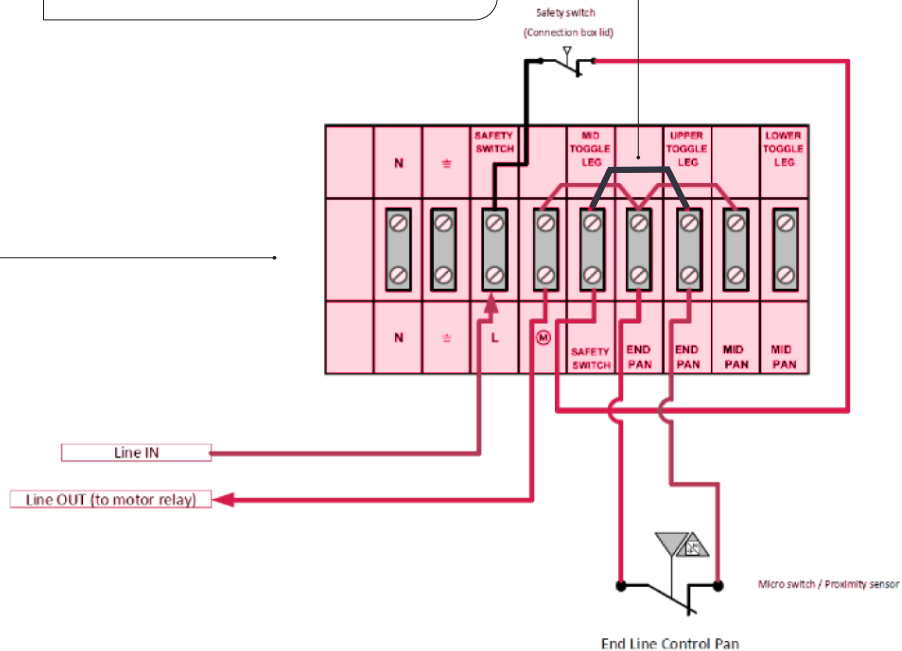 Safety switch
(Connection box lid)
SAFETY
SWITCH
MID
TOGGLE
LEG
UPPER
TOGGLE
LEG
LOWER
TOGGLE
LEG
N
N
L
M
SAFETY
SWITCH
END
PAN
END
PAN
MID
PAN
MID
PAN
Line IN
Line OUT (to motor relay)
Micro switch / Proximity sensor
End Line Control Pan